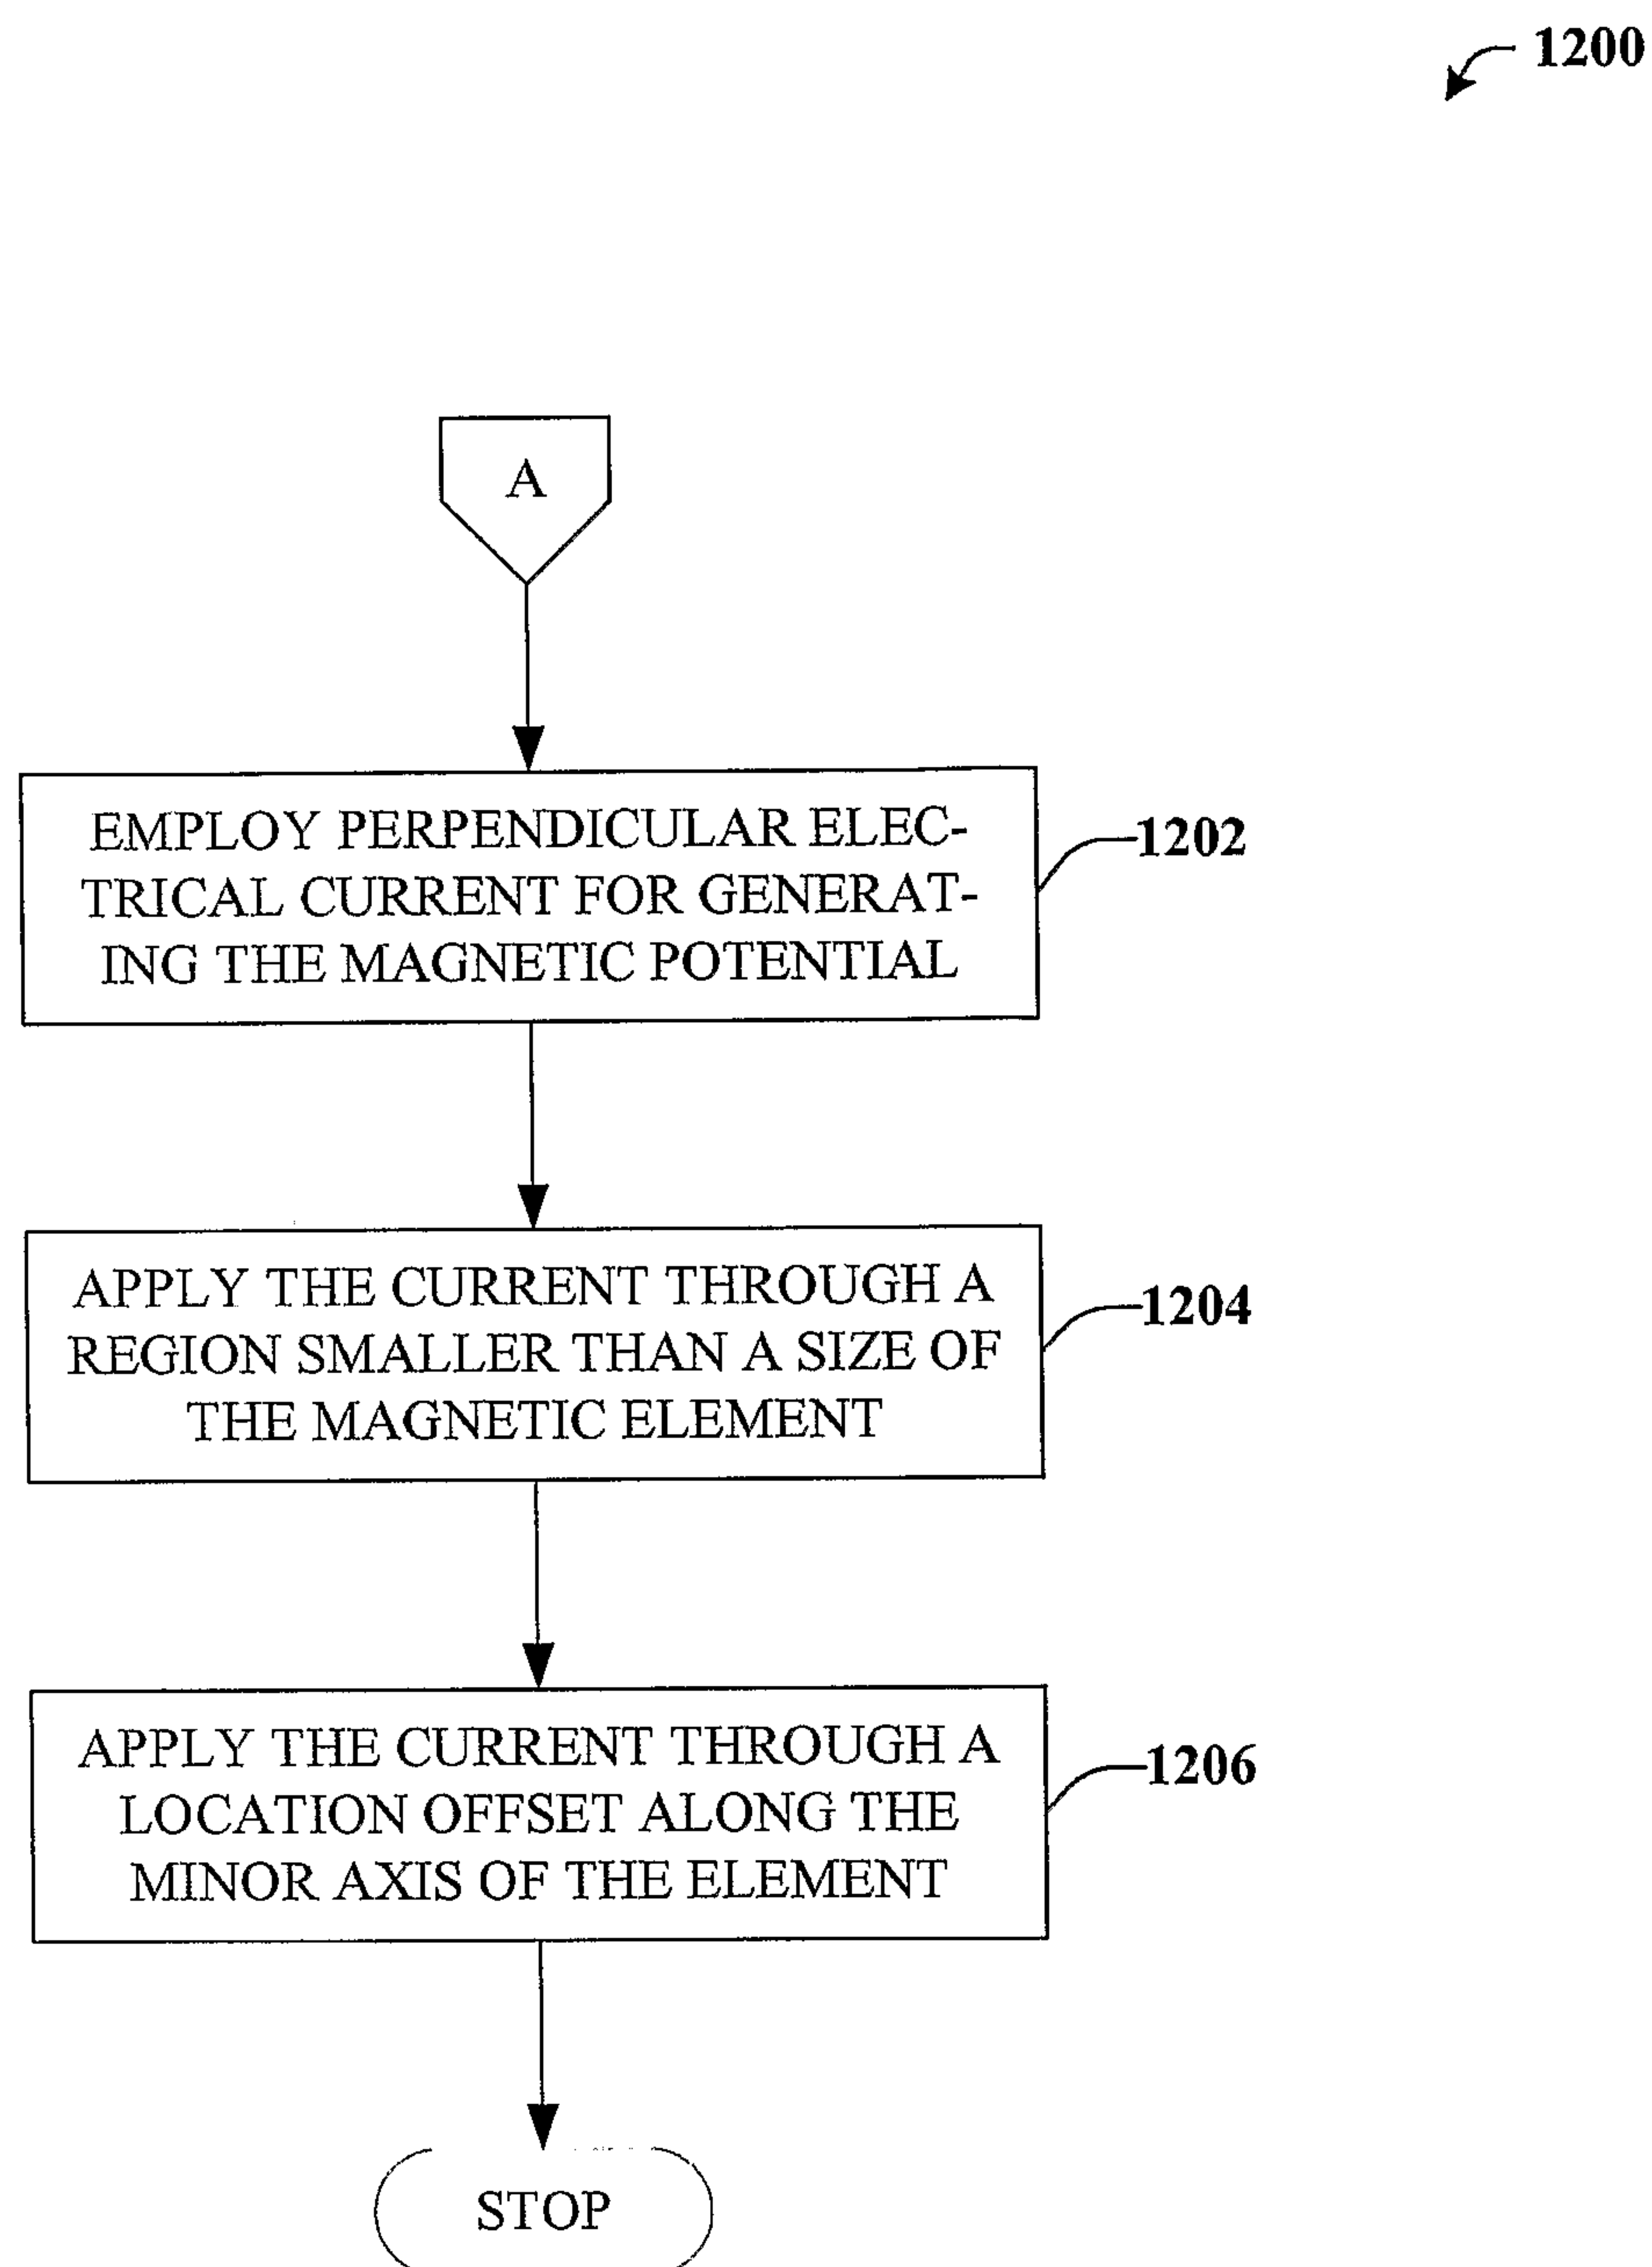 1200
A
EMPLOY PERPENDICULAR ELEC-
TRICAL CURRENT FOR GENERAT-
ING THE MAGNETIC POTENTIAL
1202
APPLY THE CURRENT THROUGH A
REGION SMALLER THAN A SIZE OF
THE MAGNETIC ELEMENT
1204
APPLY THE CURRENT THROUGH A
LOCATION OFFSET ALONG THE
MINOR AXIS OF THE ELEMENT
1206
STOP